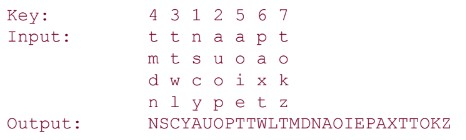 Key: 4 3 1 2 5 6 7
Input: t t n a a p t
m t s u o a o
d w c o i x k
n l y p e t z
Output: NSCYAUOPTTWLTMDNAOIEPAXTTOKZ